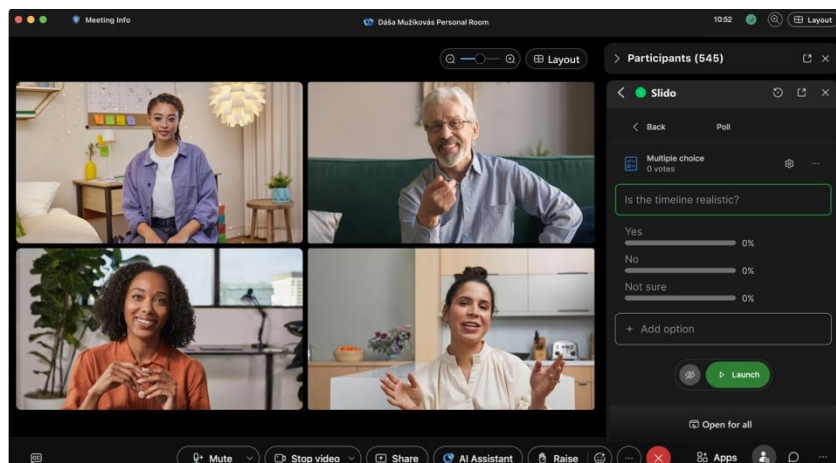 Meeting Info
Dáša Mužíkovás Personal Room
10:52
Layout
Layout
Participants (545)
Slido
Back
Poll
Multiple choice
0 votes
Is the timeline realistic?
Yes
0%
No
0%
Not sure
0%
+ Add option
Launch
Open for all
CC
Mute
Stop video
Share
AI Assistant
Raise
Apps